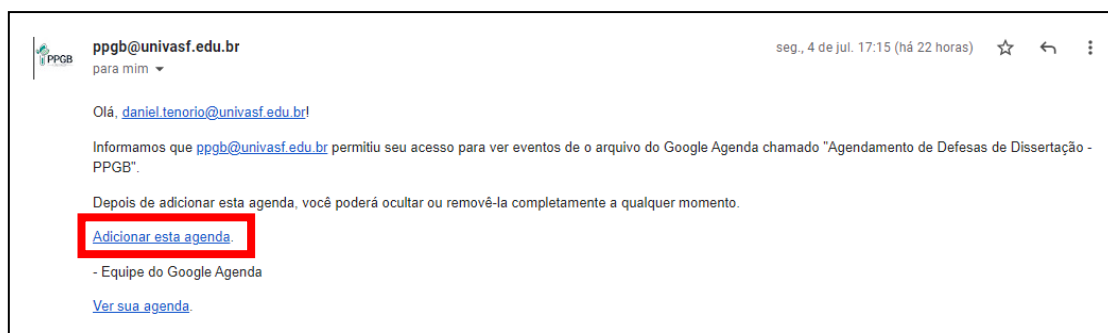 PPGB
ppgb@univasf.edu.br
seg., 4 de jul. 17:15 (há 22 horas)
para mim
Olá, daniel.tenorio@univasf.edu.br!
Informamos que ppgb@univasf.edu.br permitiu seu acesso para ver eventos de o arquivo do Google Agenda chamado "Agendamento de Defesas de Dissertação -
PPGB".
Depois de adicionar esta agenda, você poderá ocultar ou removê-la completamente a qualquer momento.
Adicionar esta agenda.
- Equipe do Google Agenda
Ver sua agenda.